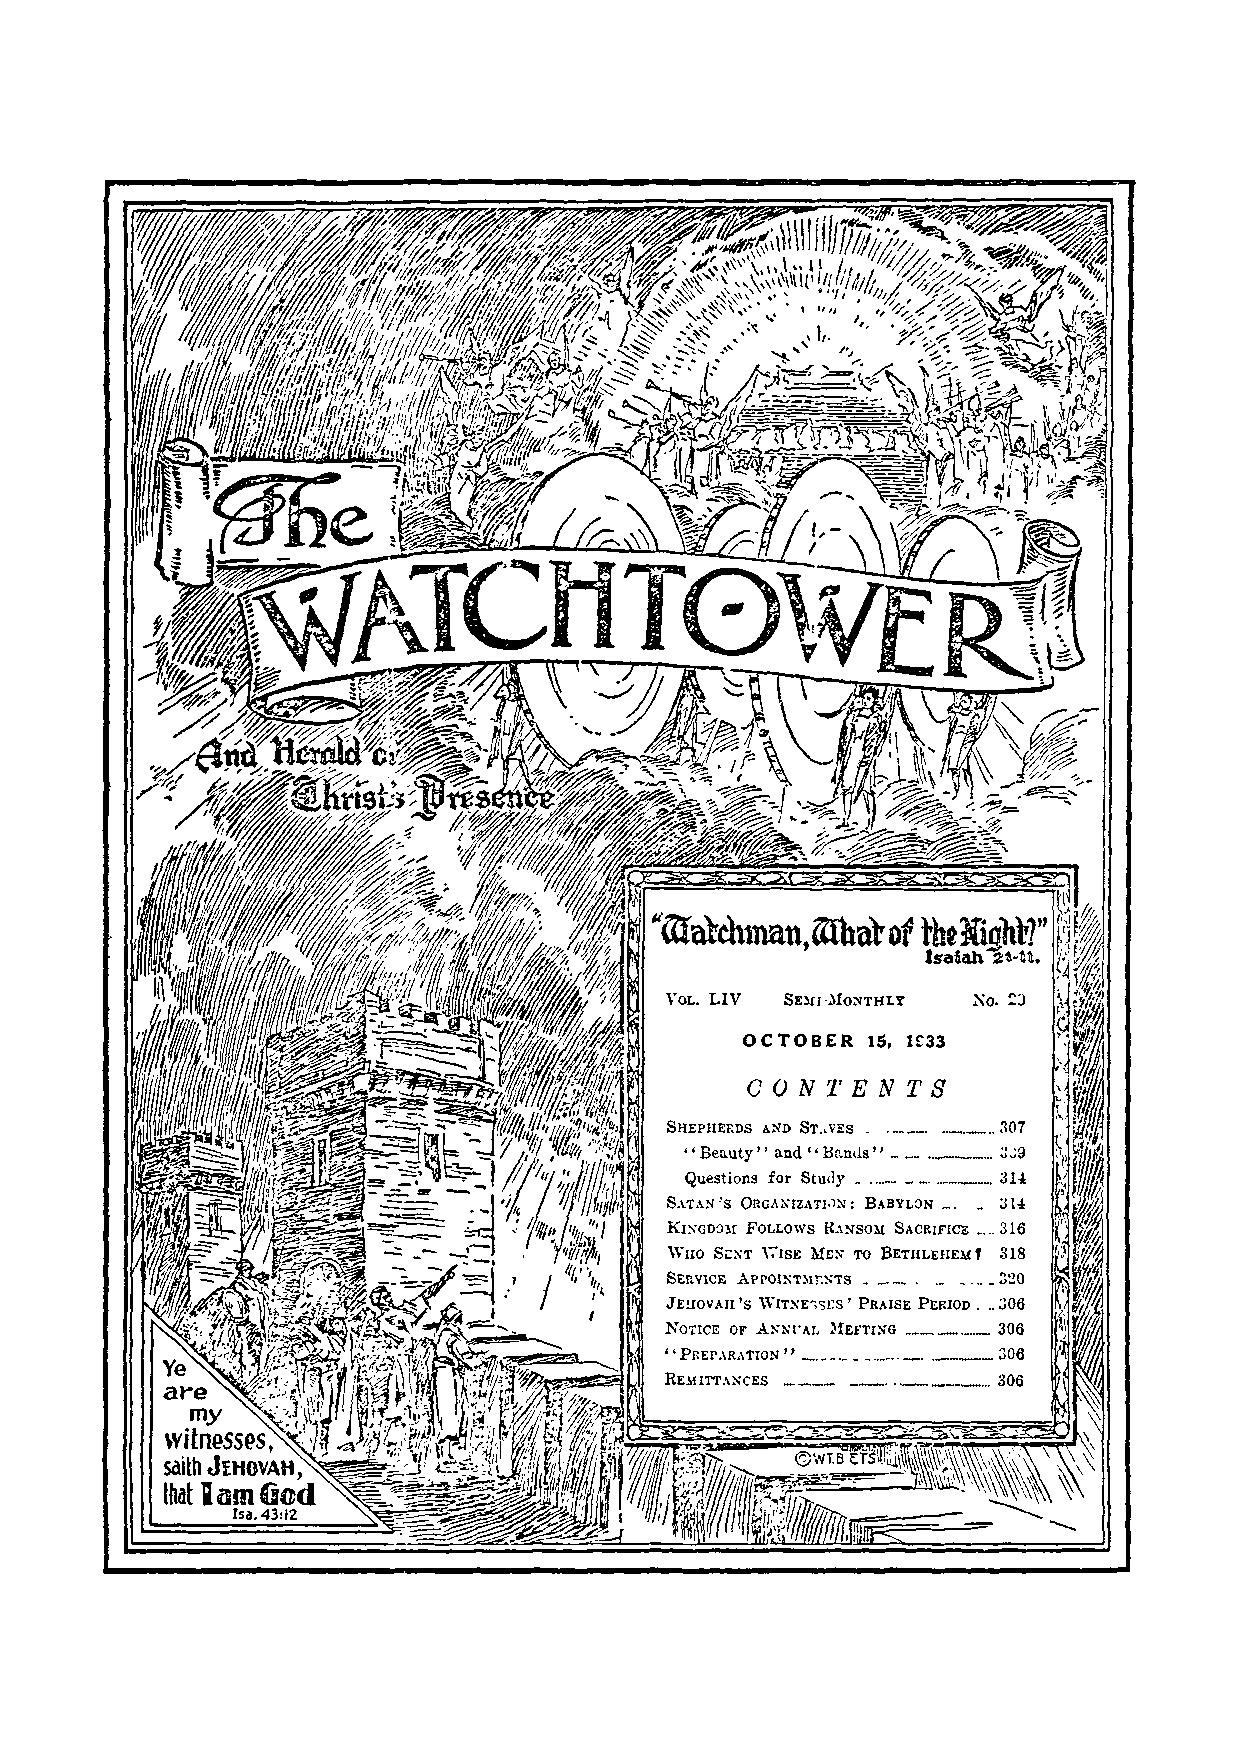 The
WATCHTOWER
And Herald of
Christ's Presence
"Watchman, What of the Night?"
Isaiah 21-11.
VOL. LIV SEMI-MONTHLY No. 20
OCTOBER 15, 1933
CONTENTS
SHEPHERDS AND STAVES 307
"Beauty" and "Bands" 309
Questions for Study 314
SATAN'S ORGANIZATION: BABYLON 314
KINGDOM FOLLOWS RANSOM SACRIFICE 316
WHO SENT WISE MEN TO BETHLEHEM? 318
SERVICE APPOINTMENTS 320
JEHOVAH'S WITNESSES' PRAISE PERIOD 306
NOTICE OF ANNUAL MEETING 306
"PREPARATION" 306
REMITTANCES 306
©W.T.B.&T.S.
Ye
are
my
witnesses,
saith JEHOVAH,
that I am God
Isa. 43:12